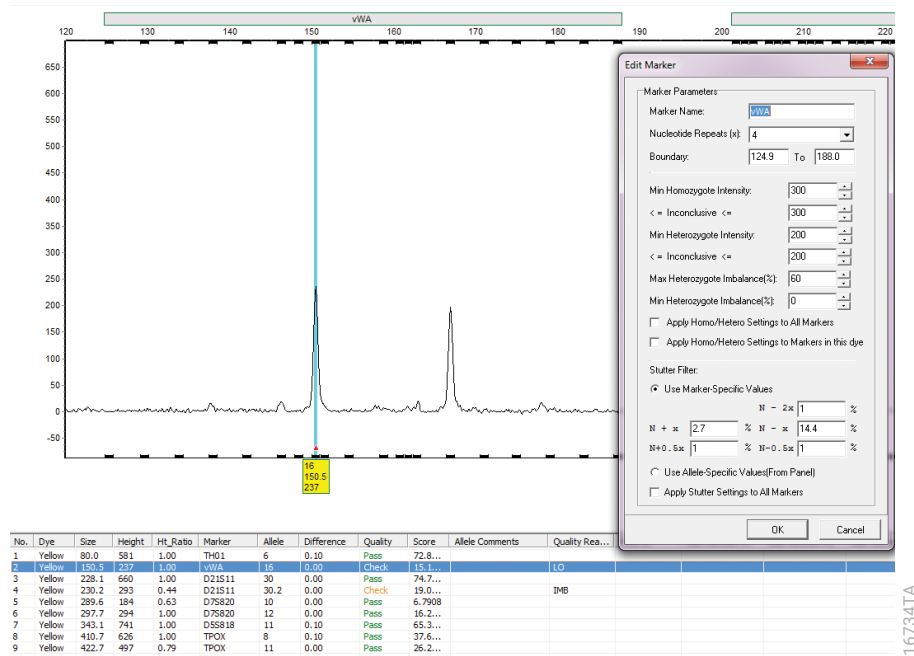 vWA
120 130 140 150 160 170 180 190 200 210 220
650
600
550
500
450
400
350
300
250
200
150
100
50
0
-50
16
150.5
237
Edit Marker
x
Marker Parameters
Marker Name: vWA
Nucleotide Repeats (x): 4
Boundary: 124.9 To 188.0
Min Homozygote Intensity: 300
< = Inconclusive <= 300
Min Heterozygote Intensity: 200
< = Inconclusive <= 200
Max Heterozygote Imbalance(%): 60
Min Heterozygote Imbalance(%): 0
Apply Homo/Hetero Settings to All Markers
Apply Homo/Hetero Settings to Markers in this dye
Stutter Filter:
Use Marker-Specific Values
N - 2x 1 %
N + x 2.7 % N - x 14.4 %
N+0.5x 1 % N-0.5x 1 %
Use Allele-Specific Values(From Panel)
Apply Stutter Settings to All Markers
OK Cancel
No. Dye Size Height Ht_Ratio Marker Allele Difference Quality Score Allele Comments Quality Rea...
1 Yellow 80.0 581 1.00 TH01 6 0.10 Pass 72.8...
2 Yellow 150.5 237 1.00 vWA 16 0.00 Check 15.1... LO
3 Yellow 228.1 660 1.00 D21S11 30 0.00 Pass 74.7...
4 Yellow 230.2 293 0.44 D21S11 30.2 0.00 Check 19.0... IMB
5 Yellow 289.6 184 0.63 D7S820 10 0.00 Pass 6.7908
6 Yellow 297.7 294 1.00 D7S820 12 0.00 Pass 16.2...
7 Yellow 343.1 741 1.00 D5S818 11 0.10 Pass 65.3...
8 Yellow 410.7 626 1.00 TPOX 8 0.10 Pass 37.6...
9 Yellow 422.7 497 0.79 TPOX 11 0.00 Pass 26.2...
16734TA